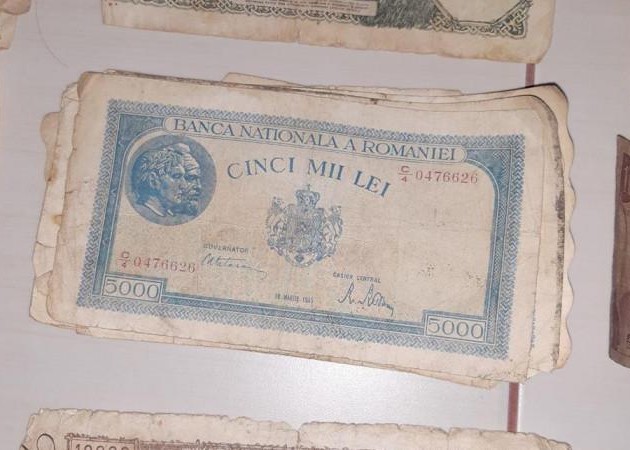 BANCA NATIONALA A ROMANIEI
CINCI MII LEI
C/4 0476626
GUVERNATOR
CASIER CENTRAL
C/4 0476626
5000
5000